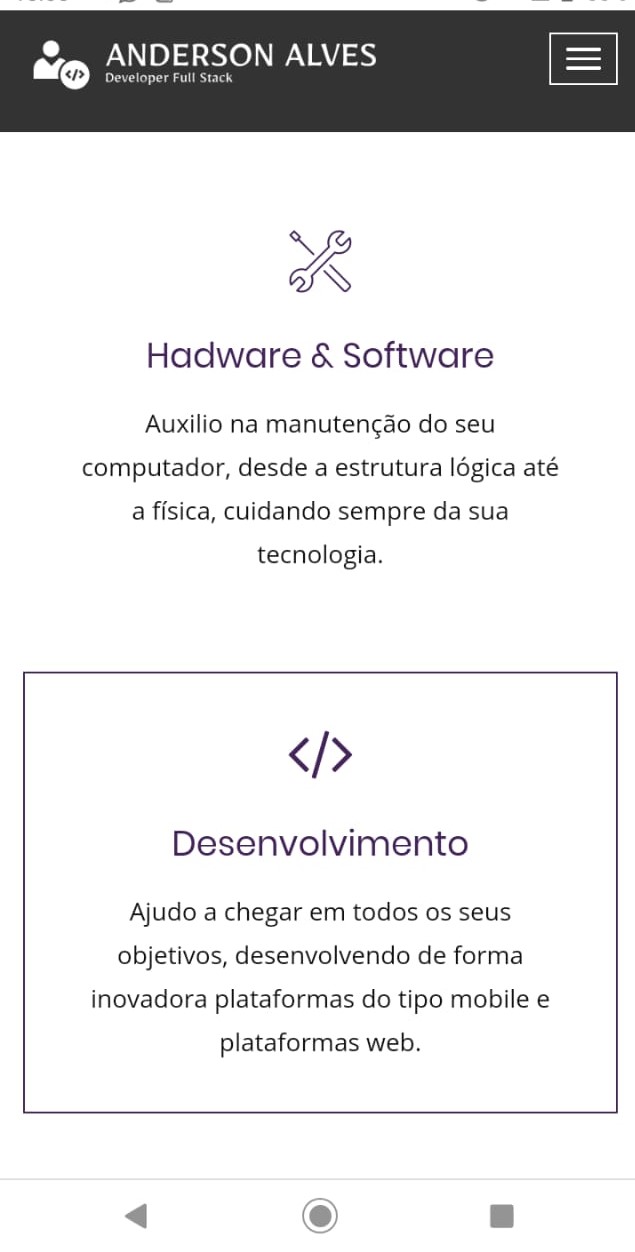 ANDERSON ALVES
Developer Full Stack
Hadware & Software
Auxilio na manutenção do seu
computador, desde a estrutura lógica até
a física, cuidando sempre da sua
tecnologia.
</>
Desenvolvimento
Ajudo a chegar em todos os seus
objetivos, desenvolvendo de forma
inovadora plataformas do tipo mobile e
plataformas web.